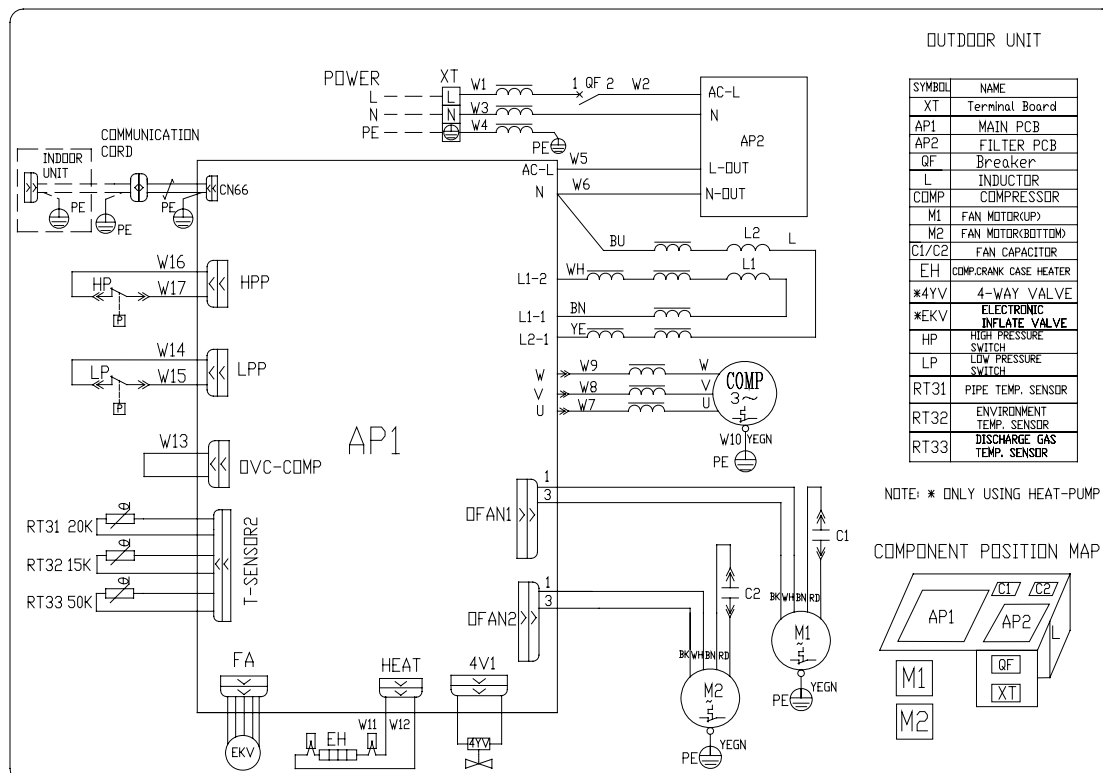 OUTDOOR UNIT
POWER
XT
L
L
W1
1 QF 2
W2
AC-L
N
N
W3
N
PE
W4
PE
AP2
COMMUNICATION
CORD
INDOOR
UNIT
PE
PE
PE
CN66
AC-L
W5
L-OUT
N
W6
N-OUT
BU
L2
L
L1-2
WH
L1
L1-1
BN
L2-1
YE
W16
HP
W17
HPP
P
W14
LP
W15
LPP
P
W
W9
W
V
W8
V
U
W7
U
COMP
3~
W10
YEGN
PE
AP1
W13
OVC-COMP
RT31 20K
θ
RT32 15K
θ
RT33 50K
θ
T-SENSOR2
OFAN1
1
3
OFAN2
1
3
C1
C2
BK WH BN RD
M1
~
YEGN
PE
BK WH BN RD
M2
~
YEGN
PE
FA
EKV
HEAT
W11
W12
EH
4V1
4YV
SYMBOL NAME
XT Terminal Board
AP1 MAIN PCB
AP2 FILTER PCB
QF Breaker
L INDUCTOR
COMP COMPRESSOR
M1 FAN MOTOR(UP)
M2 FAN MOTOR(BOTTOM)
C1/C2 FAN CAPACITOR
EH COMP.CRANK CASE HEATER
*4YV 4-WAY VALVE
*EKV ELECTRONIC
INFLATE VALVE
HP HIGH PRESSURE
SWITCH
LP LOW PRESSURE
SWITCH
RT31 PIPE TEMP. SENSOR
RT32 ENVIRONMENT
TEMP. SENSOR
RT33 DISCHARGE GAS
TEMP. SENSOR
NOTE: * ONLY USING HEAT-PUMP
COMPONENT POSITION MAP
C1
C2
AP1
AP2
L
QF
XT
M1
M2